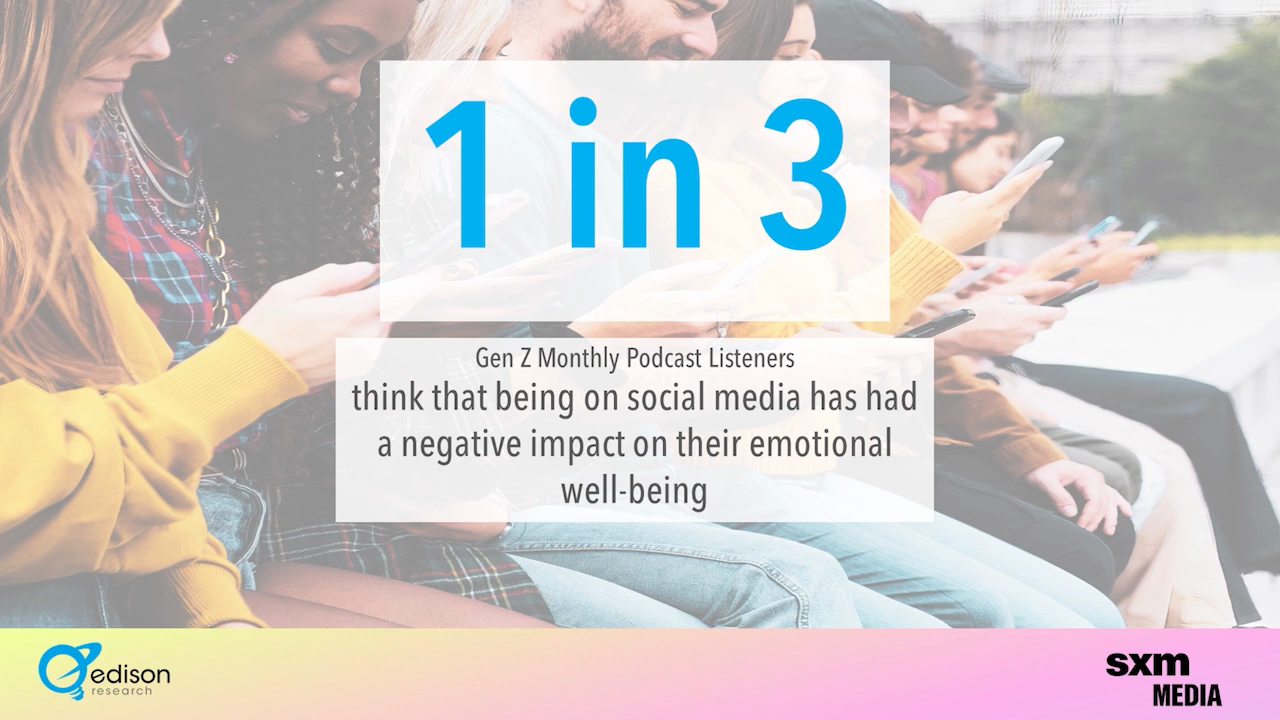 1 in 3
Gen Z Monthly Podcast Listeners
think that being on social media has had
a negative impact on their emotional
well-being
edison
research
sxm
MEDIA